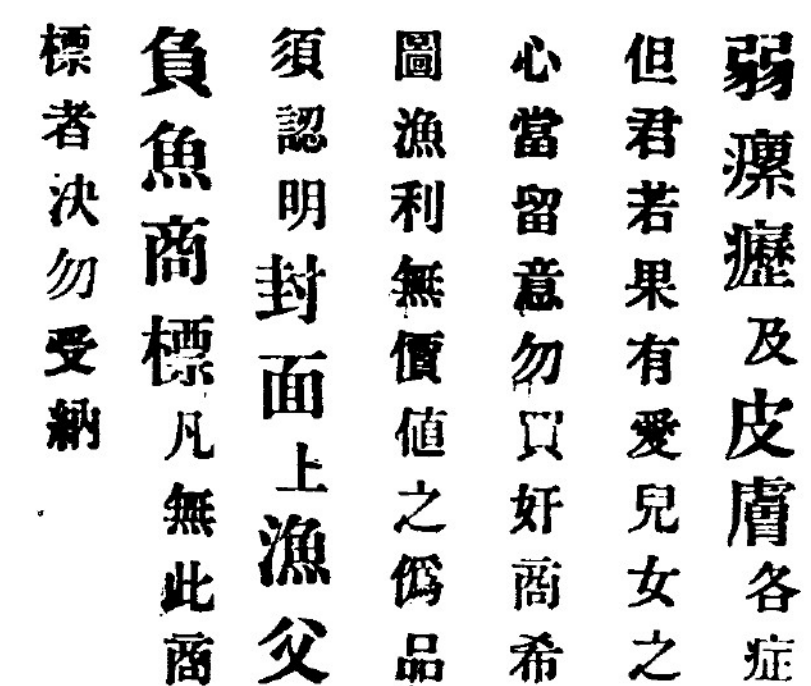 弱瘰癧及皮膚各症
但君若果有愛兒女之
心當留意勿買奸商希
圖漁利無價値之僞品
須認明封面上漁父
負魚商標凡無此商
標者決勿受納